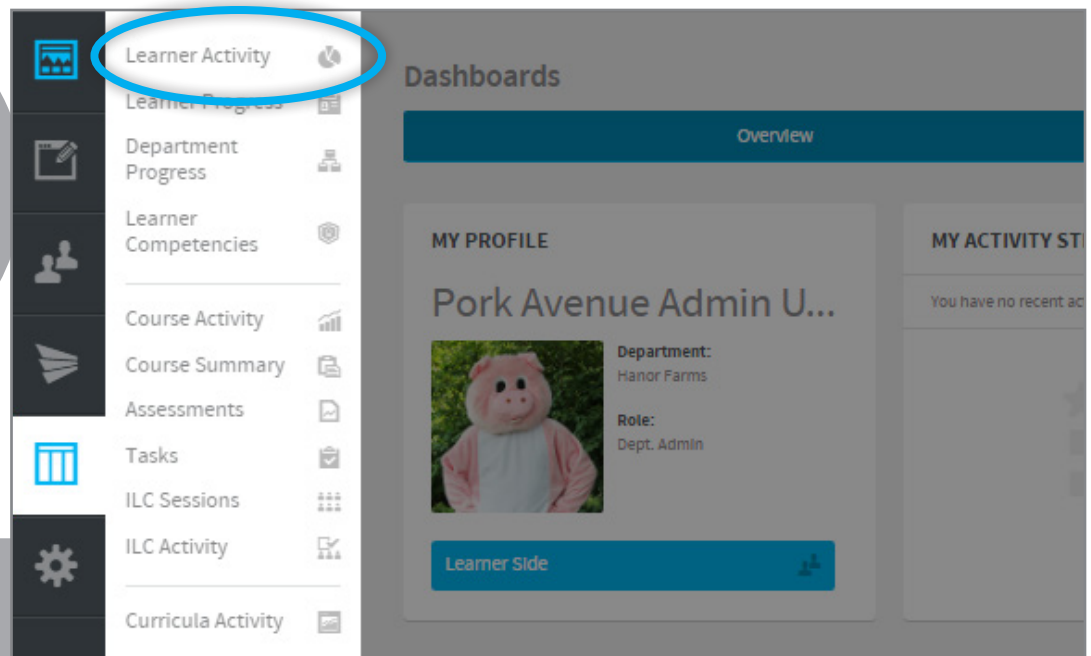 Learner Activity
Learner Progress
Department
Progress
Learner
Competencies
Course Activity
Course Summary
Assessments
Tasks
ILC Sessions
ILC Activity
Curricula Activity
Dashboards
Overview
MY PROFILE
Pork Avenue Admin U...
Department:
Hanor Farms
Role:
Dept. Admin
Learner Side
MY ACTIVITY ST
You have no recent ac